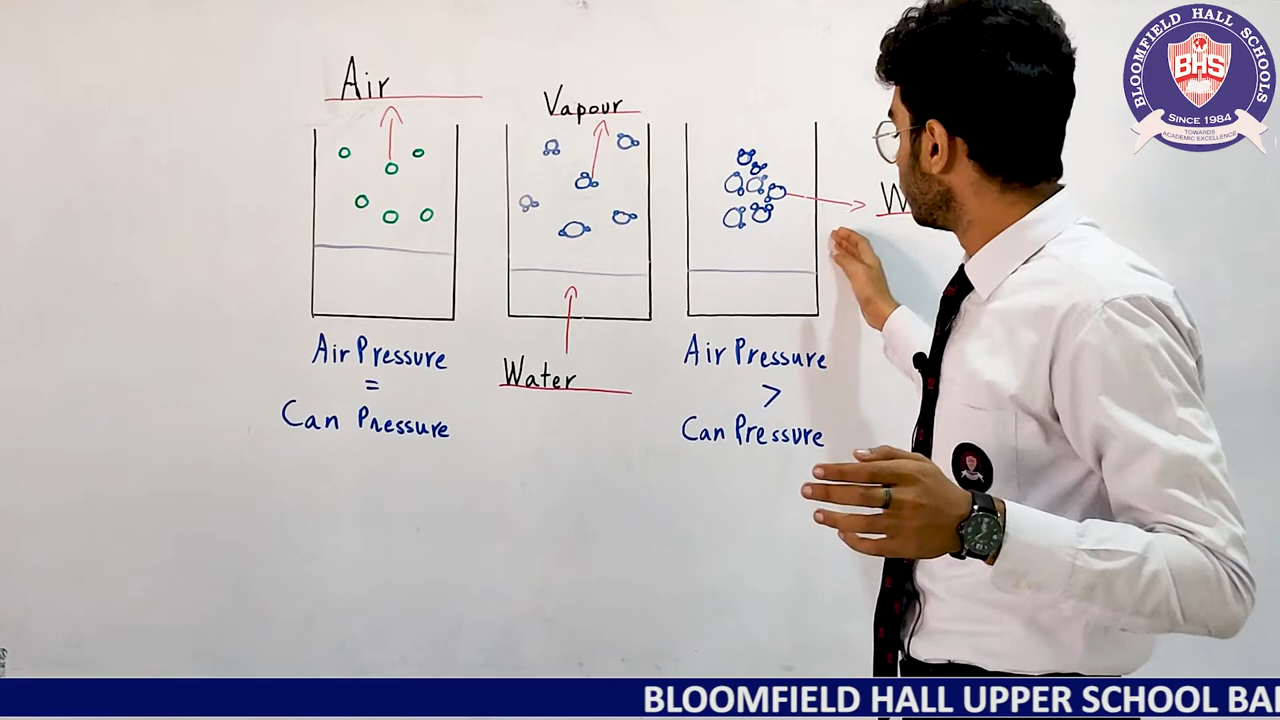 Air
Vapour
Water
Air Pressure
=
Can Pressure
Air Pressure
>
Can Pressure
BLOOMFIELD HALL SCHOOLS
BHS
SINCE 1984
TOWARDS
ACADEMIC EXCELLENCE
BLOOMFIELD HALL UPPER SCHOOL